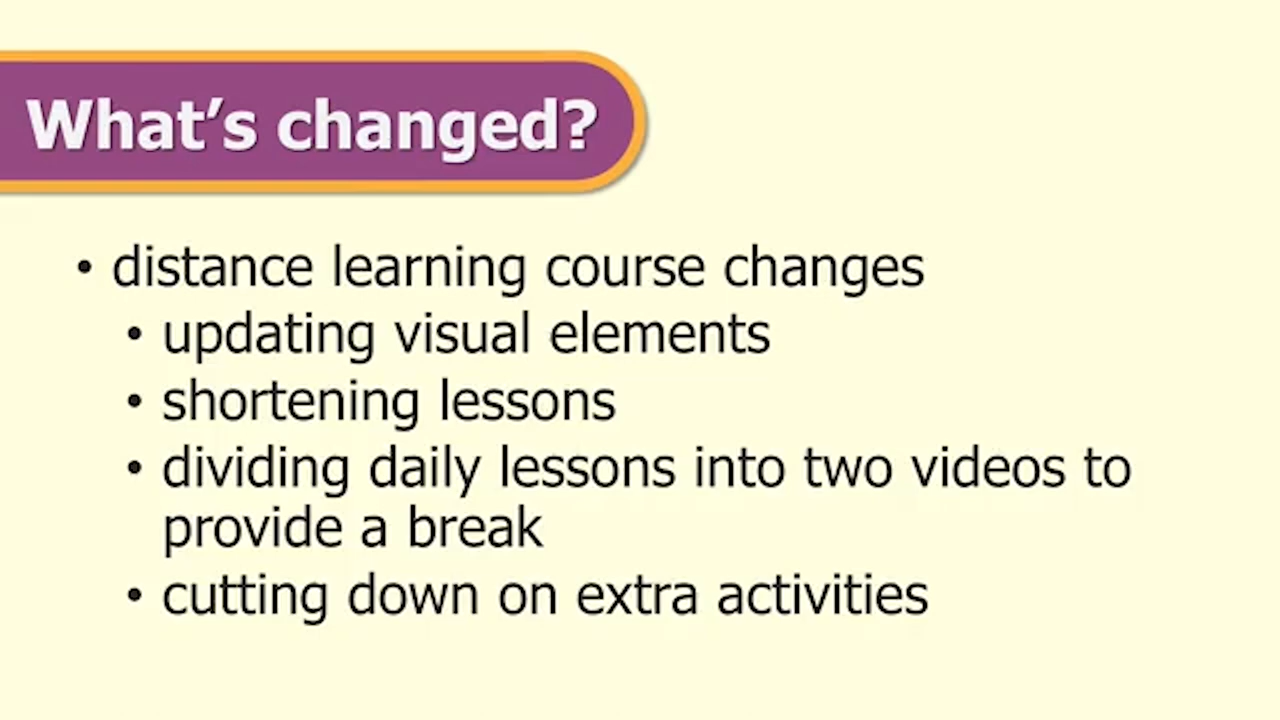 What’s changed?
• distance learning course changes
• updating visual elements
• shortening lessons
• dividing daily lessons into two videos to
provide a break
• cutting down on extra activities